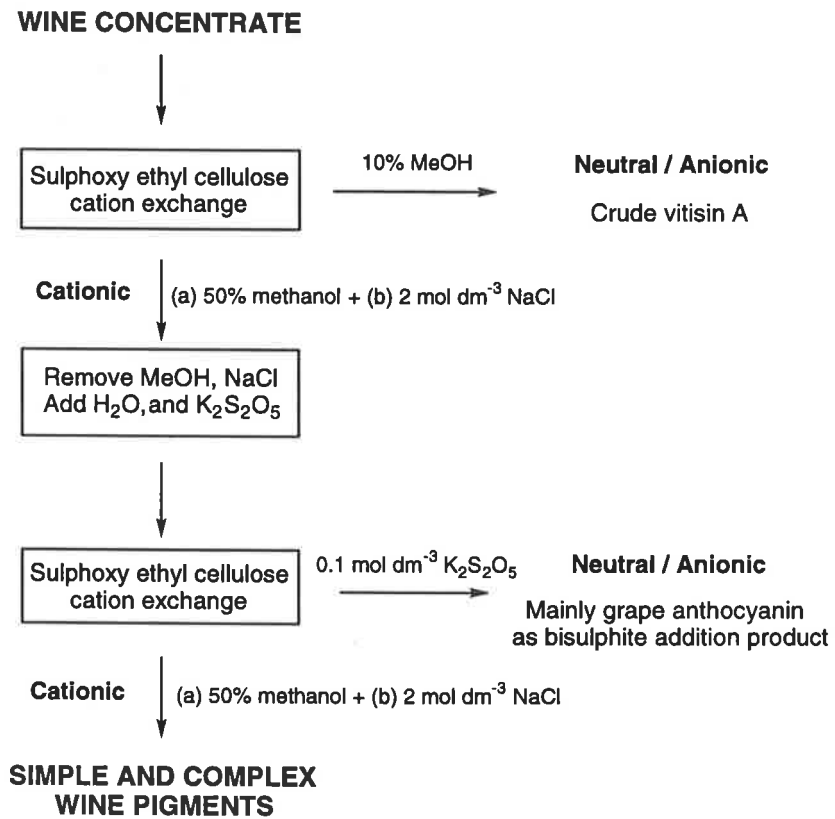 WINE CONCENTRATE
Sulphoxy ethyl cellulose
cation exchange
10% MeOH
Neutral / Anionic
Crude vitisin A
Cationic
(a) 50% methanol + (b) 2 mol dm⁻³ NaCl
Remove MeOH, NaCl
Add H₂O, and K₂S₂O₅
Sulphoxy ethyl cellulose
cation exchange
0.1 mol dm⁻³ K₂S₂O₅
Neutral / Anionic
Mainly grape anthocyanin
as bisulphite addition product
Cationic
(a) 50% methanol + (b) 2 mol dm⁻³ NaCl
SIMPLE AND COMPLEX
WINE PIGMENTS